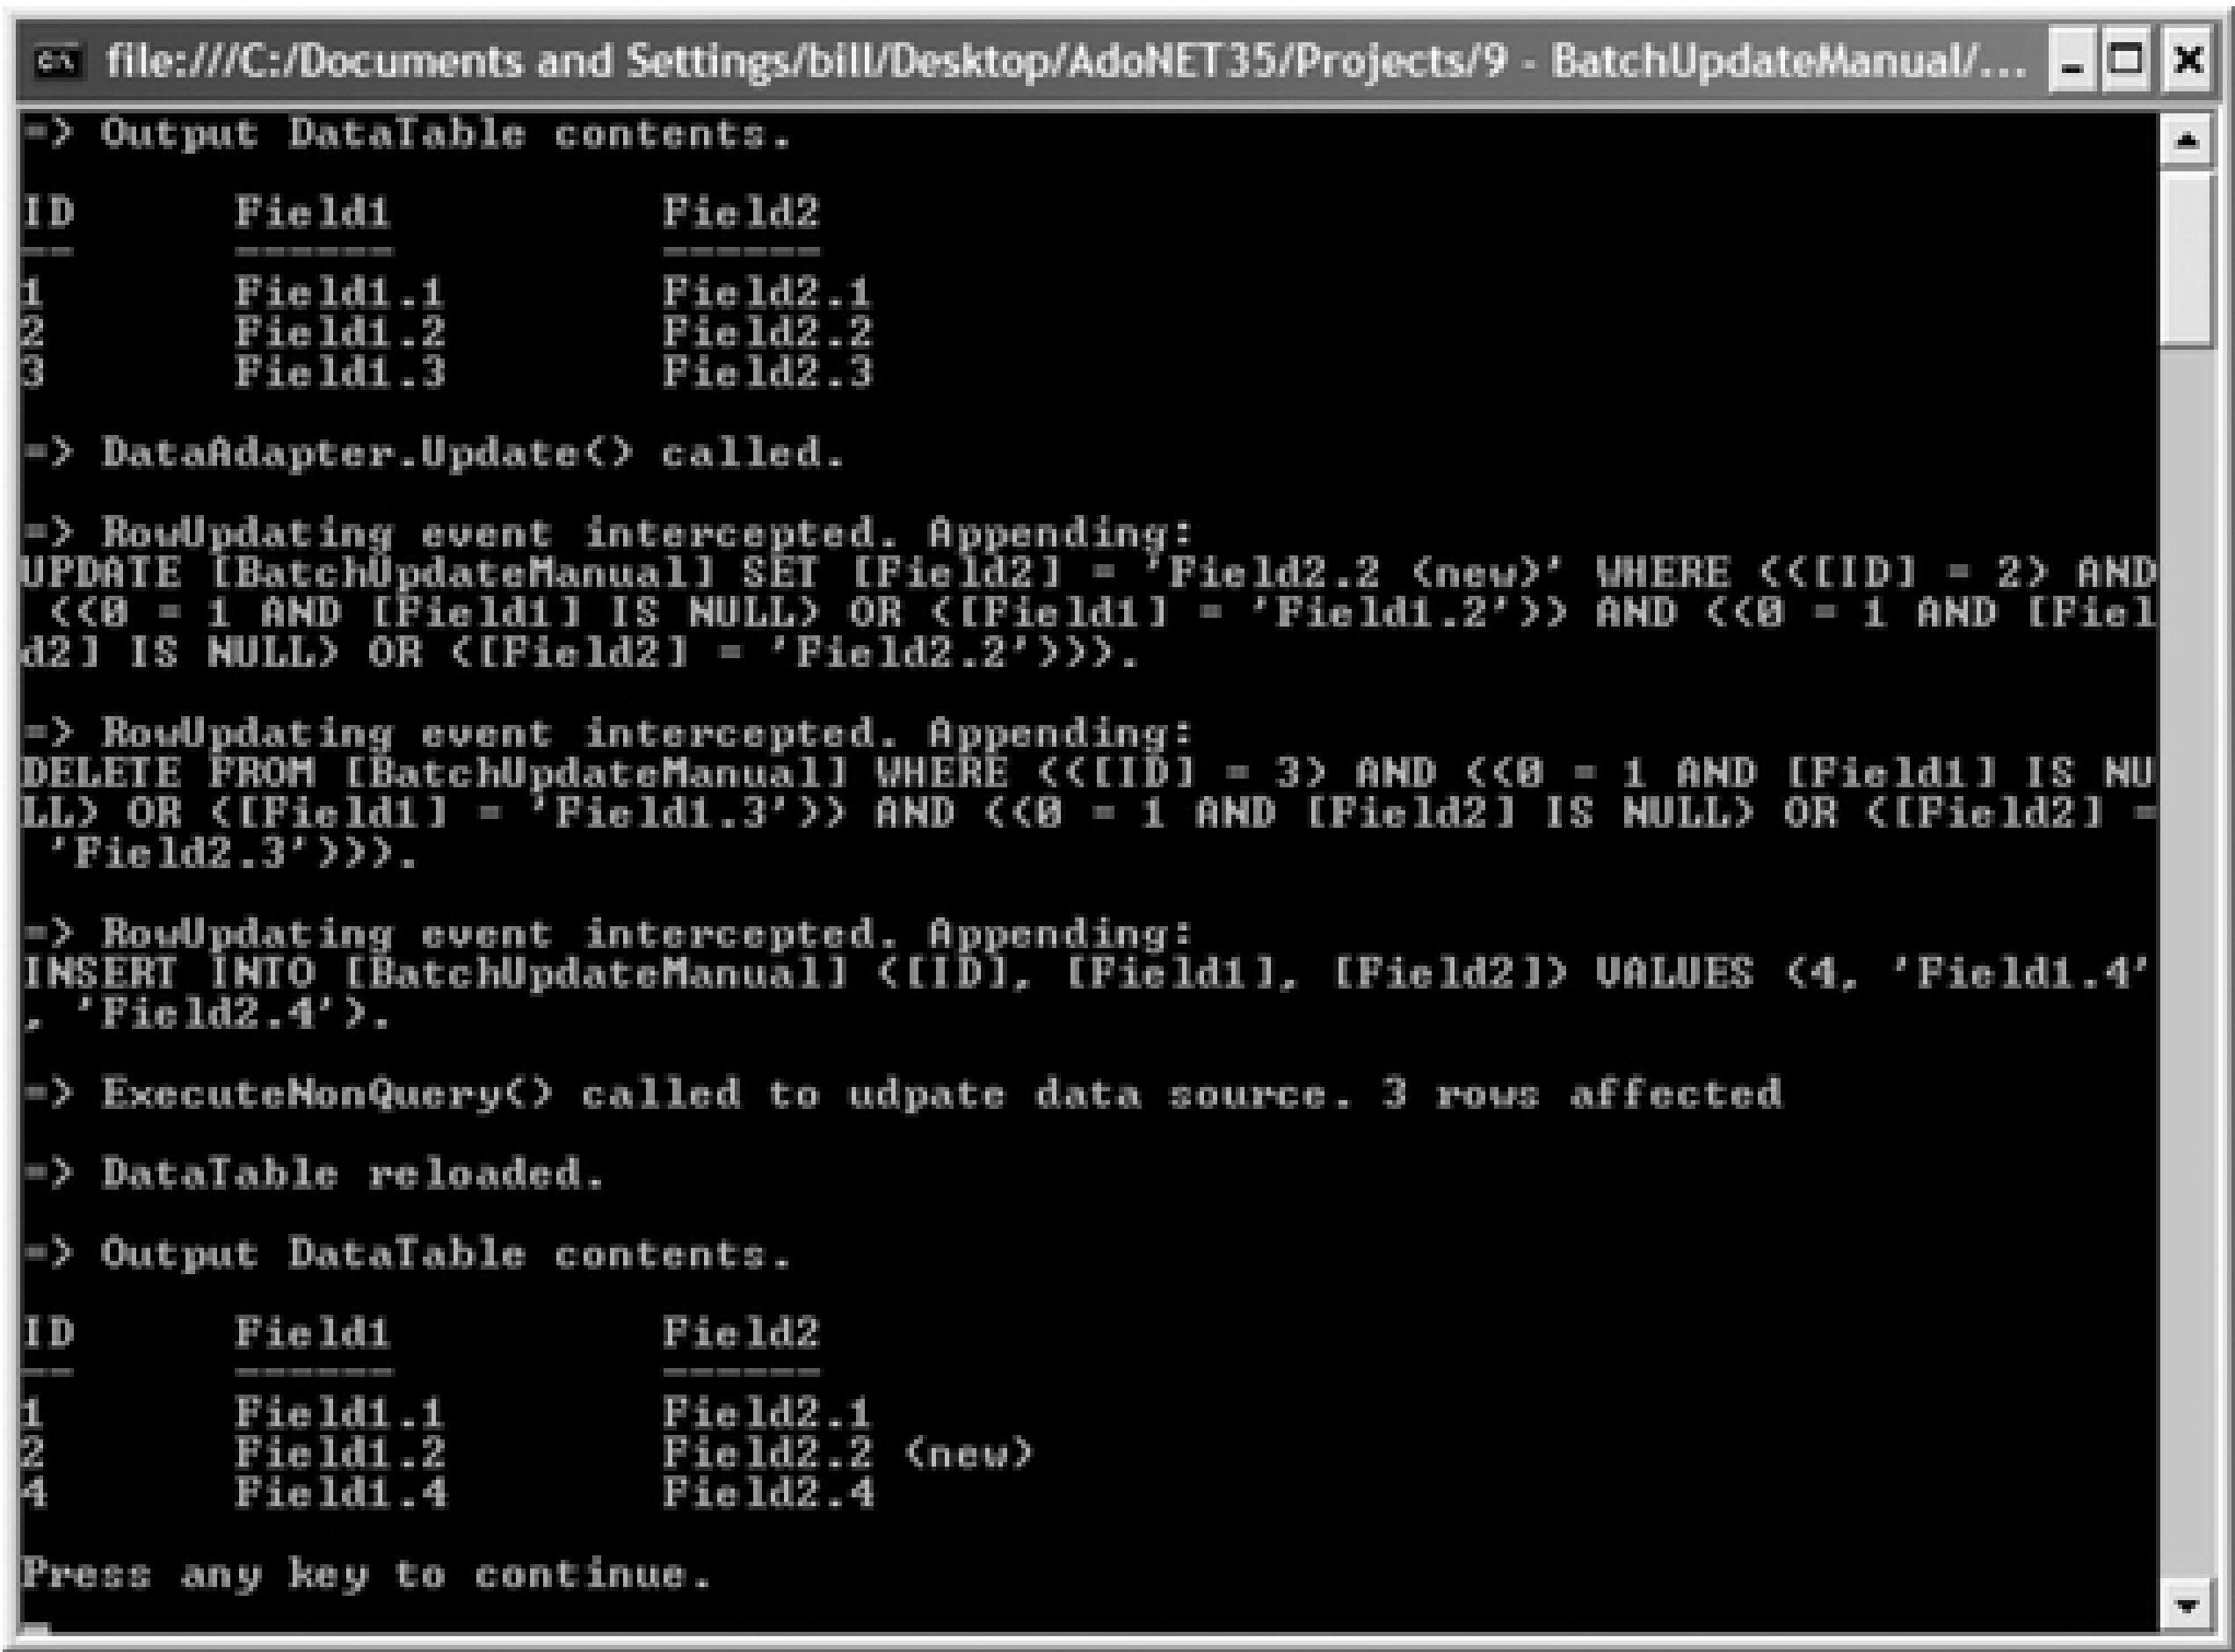 file:///C:/Documents and Settings/bill/Desktop/AdoNET35/Projects/9 - BatchUpdateManual/...
=> Output DataTable contents.
ID Field1 Field2
-- ------ ------
1 Field1.1 Field2.1
2 Field1.2 Field2.2
3 Field1.3 Field2.3
=> DataAdapter.Update() called.
=> RowUpdating event intercepted. Appending:
UPDATE [BatchUpdateManual] SET [Field2] = 'Field2.2 (new)' WHERE (([ID] = 2) AND
((0 = 1 AND [Field1] IS NULL) OR ([Field1] = 'Field1.2')) AND ((0 = 1 AND [Fiel
d2] IS NULL) OR ([Field2] = 'Field2.2'))).
=> RowUpdating event intercepted. Appending:
DELETE FROM [BatchUpdateManual] WHERE (([ID] = 3) AND ((0 = 1 AND [Field1] IS NU
LL) OR ([Field1] = 'Field1.3')) AND ((0 = 1 AND [Field2] IS NULL) OR ([Field2] =
'Field2.3'))).
=> RowUpdating event intercepted. Appending:
INSERT INTO [BatchUpdateManual] ([ID], [Field1], [Field2]) VALUES (4, 'Field1.4'
, 'Field2.4').
=> ExecuteNonQuery() called to udpate data source. 3 rows affected
=> DataTable reloaded.
=> Output DataTable contents.
ID Field1 Field2
-- ------ ------
1 Field1.1 Field2.1
2 Field1.2 Field2.2 (new)
4 Field1.4 Field2.4
Press any key to continue.